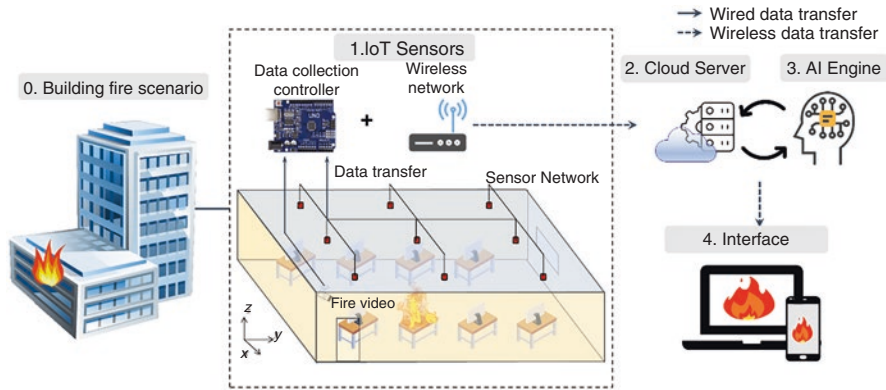 Wired data transfer
Wireless data transfer
0. Building fire scenario
1.IoT Sensors
Data collection
controller
Wireless
network
UNO
+
2. Cloud Server
3. AI Engine
Data transfer
Sensor Network
4. Interface
Fire video
z
y
x